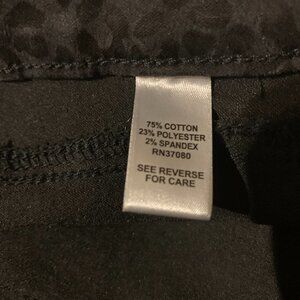 75% COTTON
23% POLYESTER
2% SPANDEX
RN37080
SEE REVERSE
FOR CARE